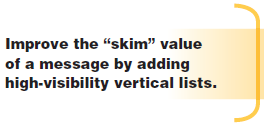 Improve the “skim” value
of a message by adding
high-visibility vertical lists.